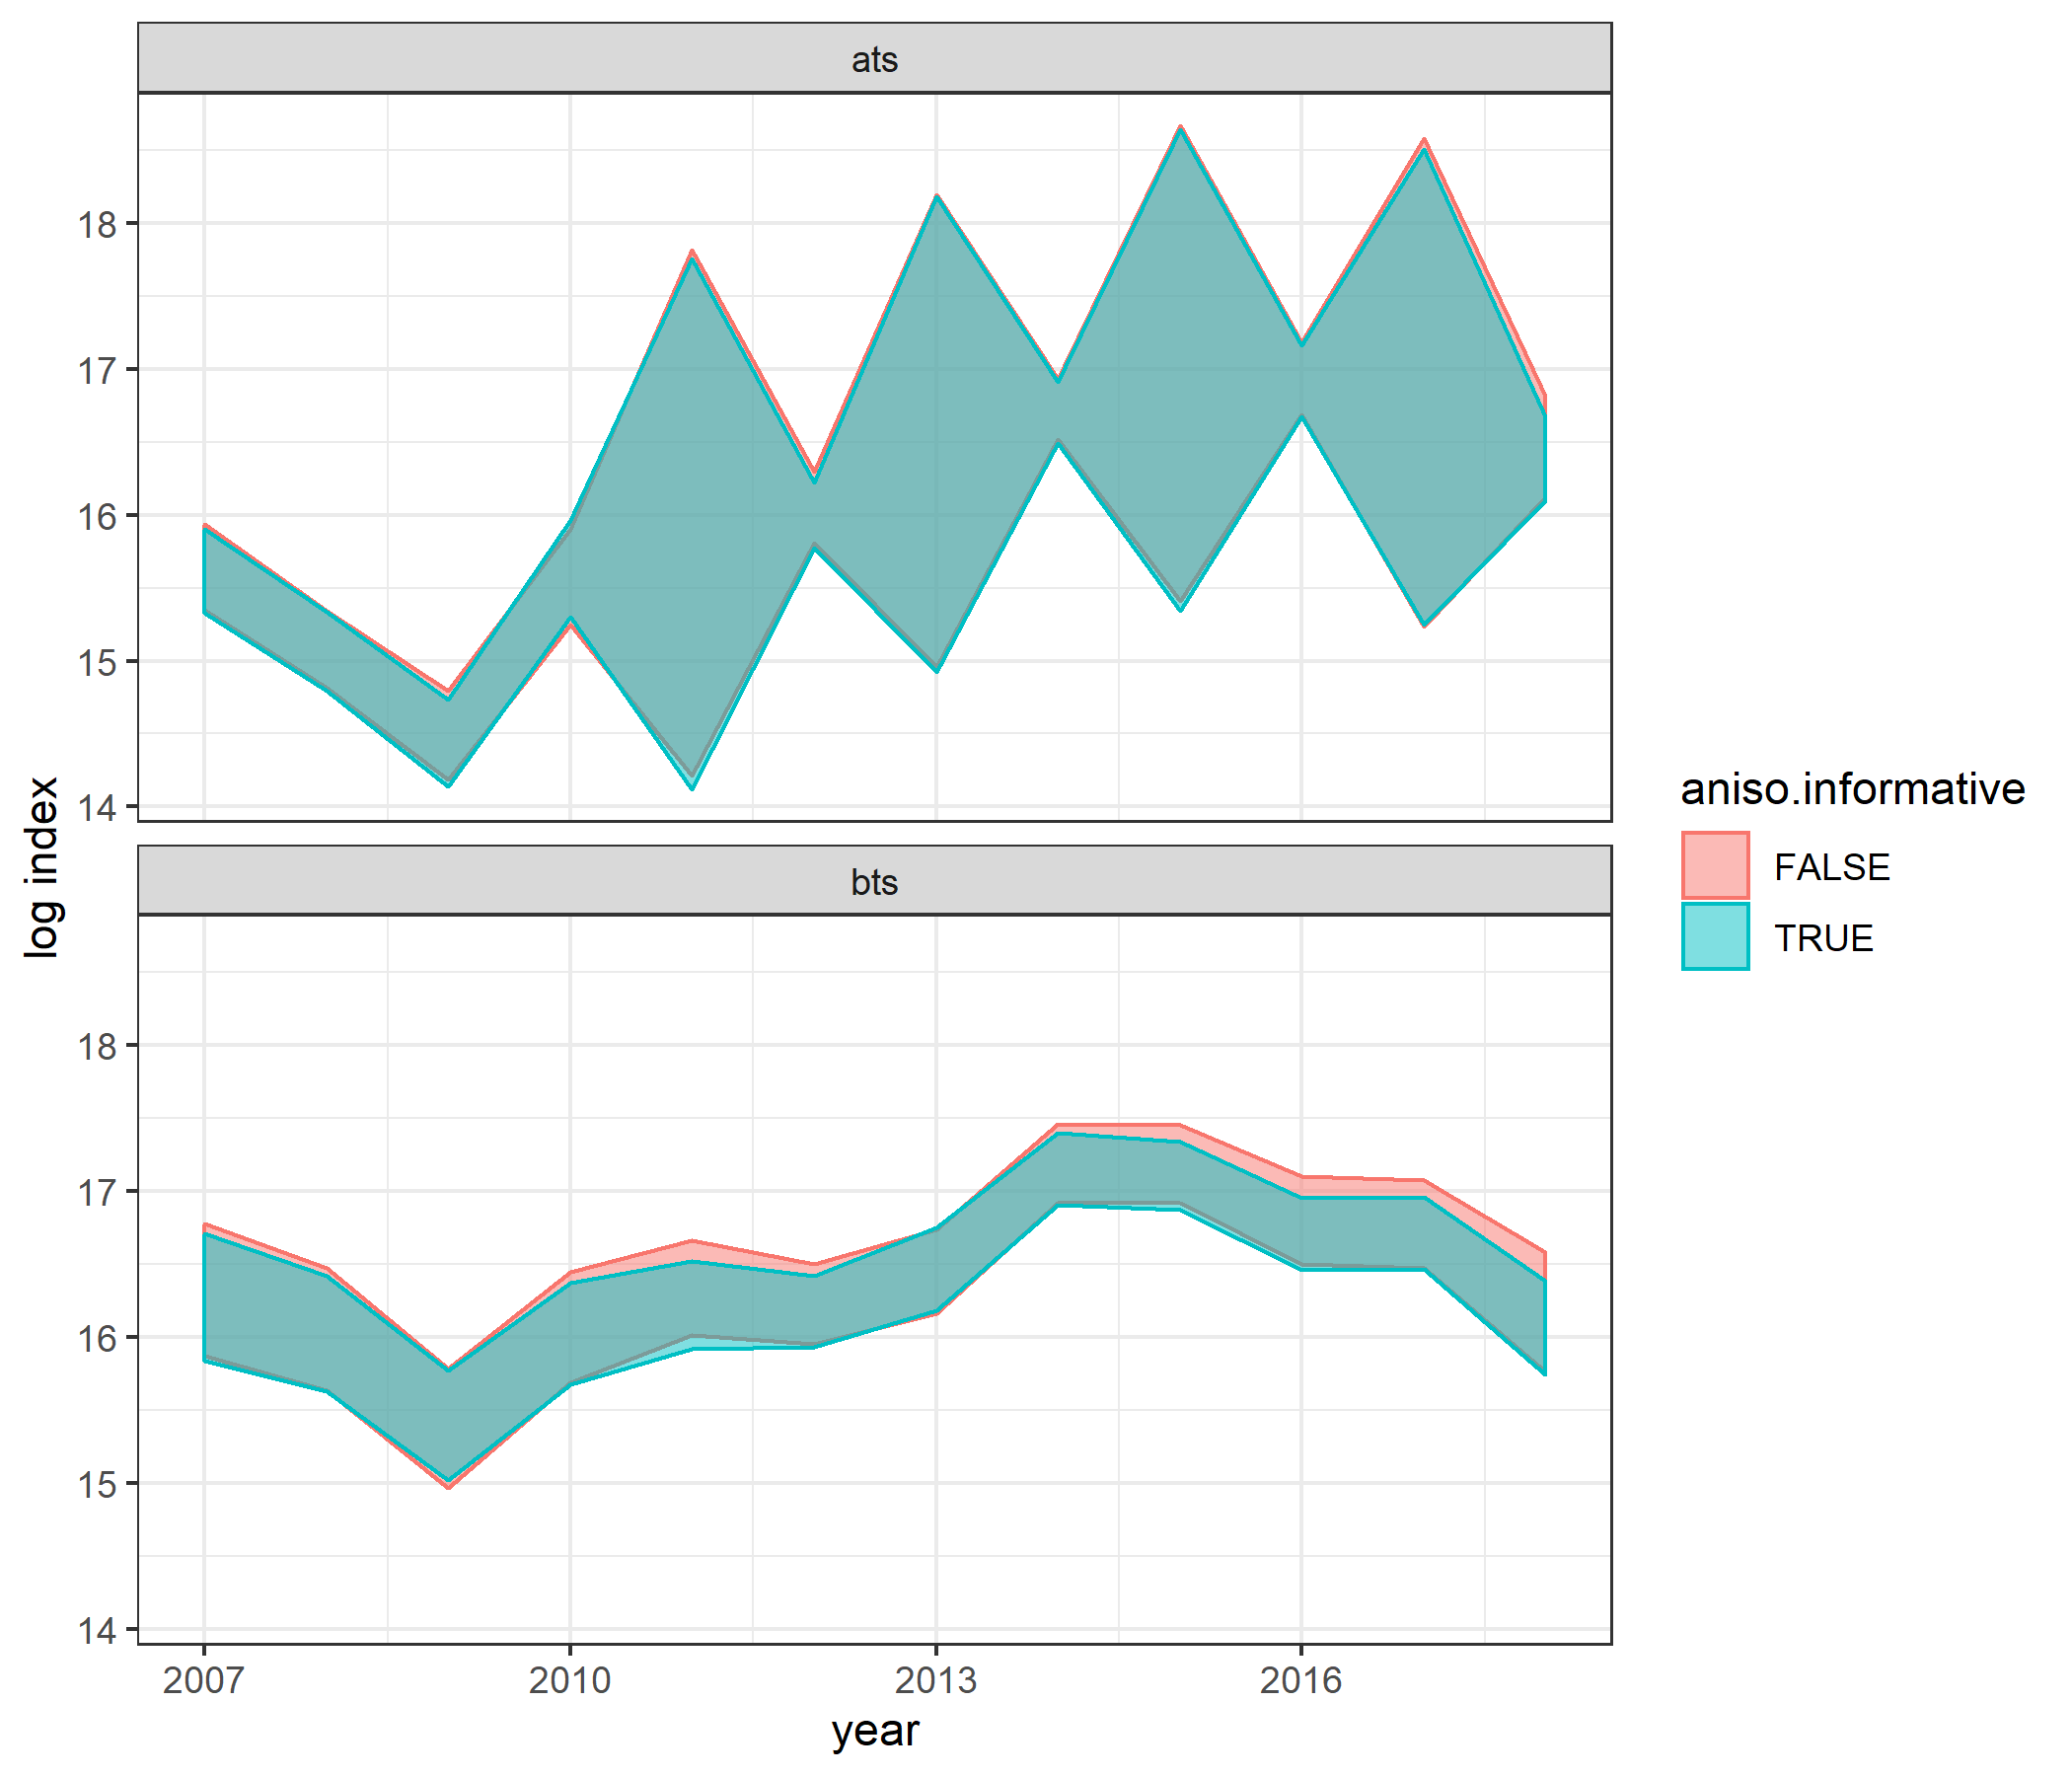 ats
18
17
16
15
14
bts
18
17
16
15
14
2007 2010 2013 2016
year
log index
aniso.informative
FALSE
TRUE